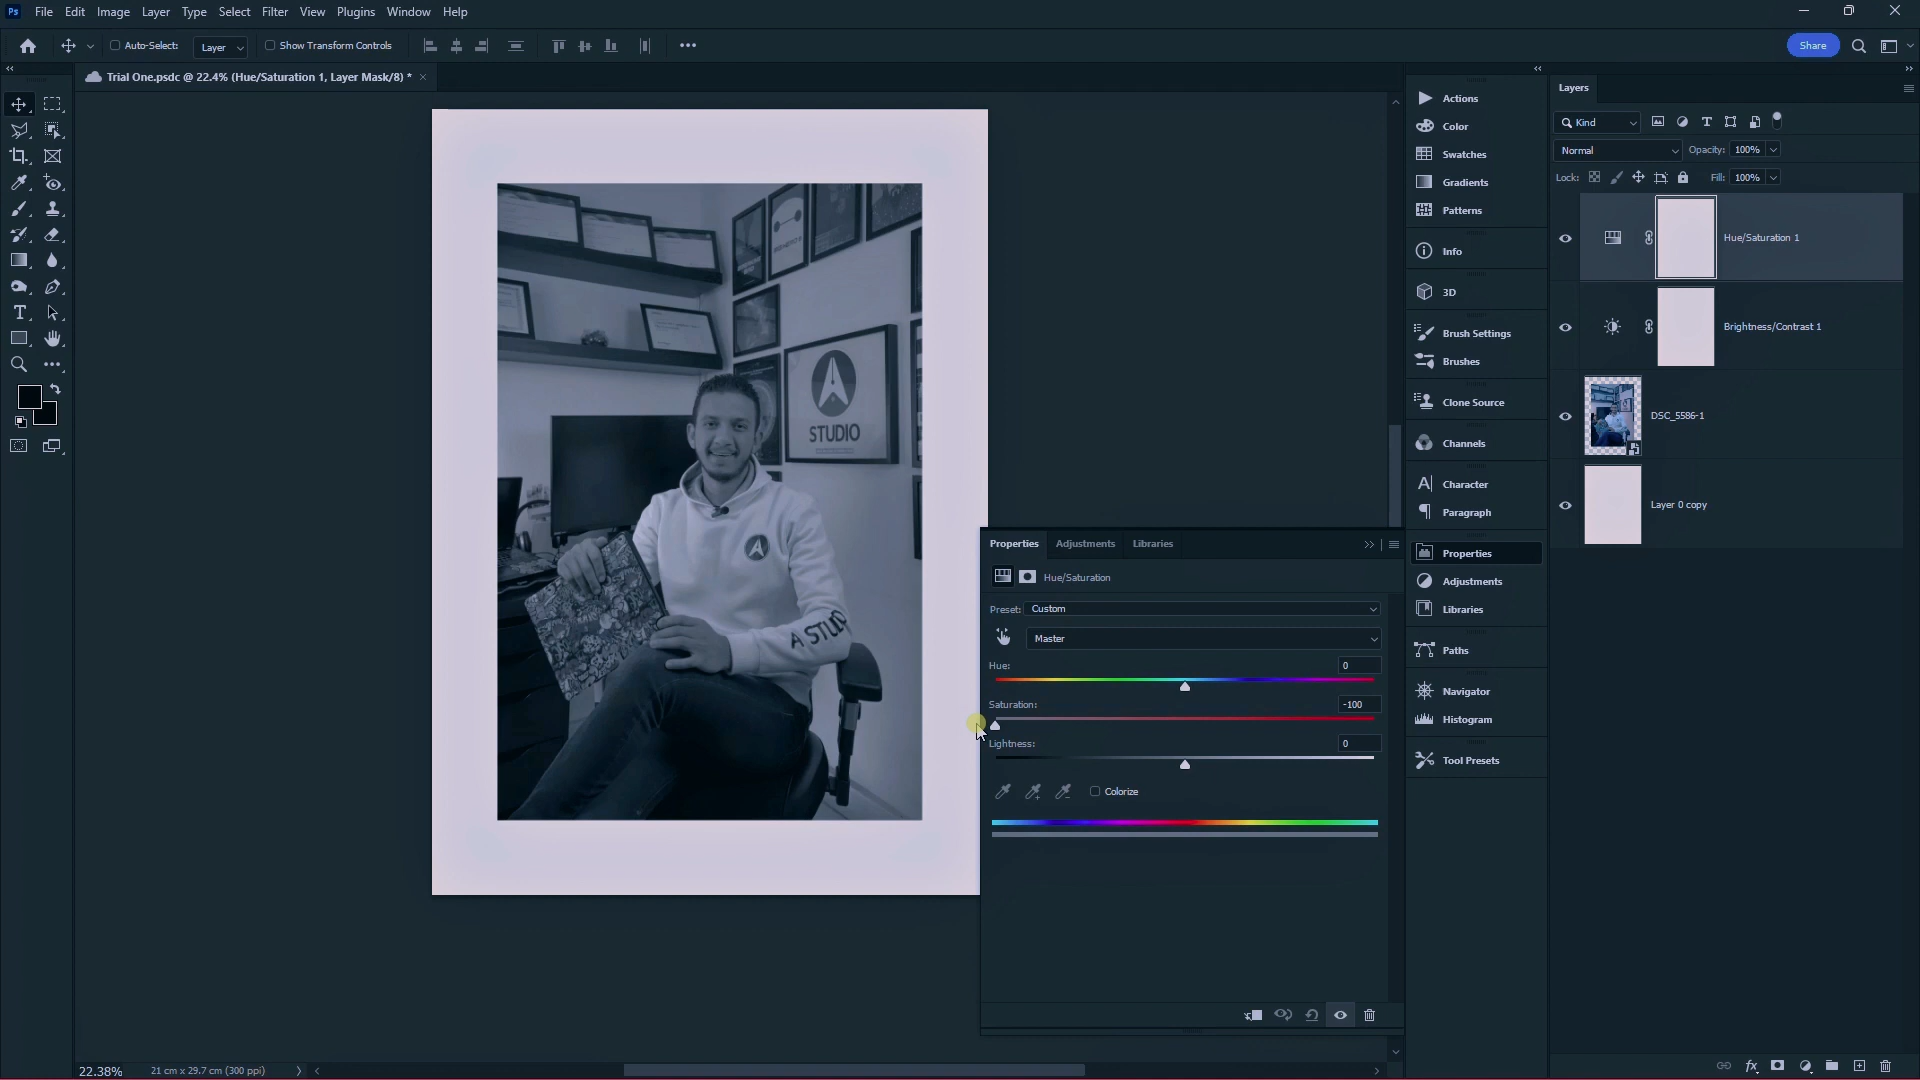 Ps File Edit Image Layer Type Select Filter View Plugins Window Help
Auto-Select: Layer Show Transform Controls Share
Trial One.psdc @ 22.4% (Hue/Saturation 1, Layer Mask/8) *
Actions
Color
Swatches
Gradients
Patterns
Info
3D
Brush Settings
Brushes
Clone Source
Channels
Character
Paragraph
Properties
Adjustments
Libraries
Paths
Navigator
Histogram
Tool Presets
Layers
Kind
Normal Opacity: 100%
Lock: Fill: 100%
Hue/Saturation 1
Brightness/Contrast 1
DSC_5586-1
Layer 0 copy
STUDIO
A STUD
Properties Adjustments Libraries
Hue/Saturation
Preset: Custom
Master
Hue: 0
Saturation: -100
Lightness: 0
Colorize
22.38% 21 cm x 29.7 cm (300 ppi)